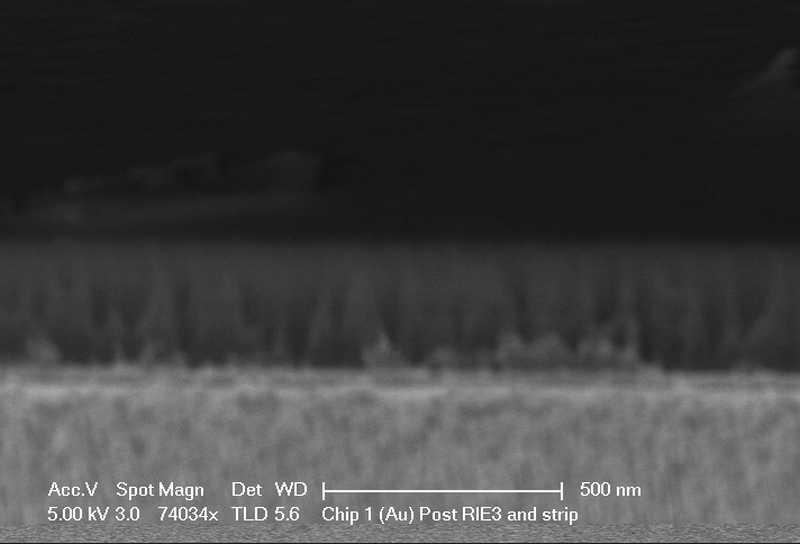 Acc.V Spot Magn Det WD 500 nm
5.00 kV 3.0 74034x TLD 5.6 Chip 1 (Au) Post RIE3 and strip